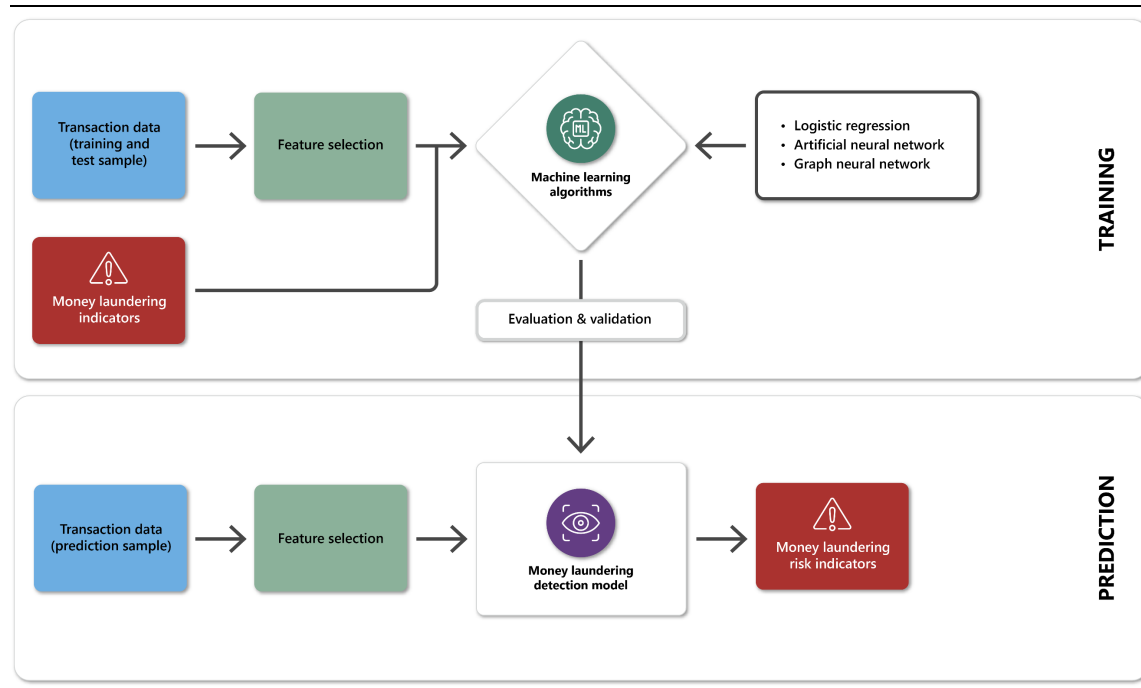 Transaction data
(training and
test sample)
Feature selection
ML
Machine learning
algorithms
• Logistic regression
• Artificial neural network
• Graph neural network
TRAINING
Money laundering
indicators
Evaluation & validation
Transaction data
(prediction sample)
Feature selection
Money laundering
detection model
Money laundering
risk indicators
PREDICTION